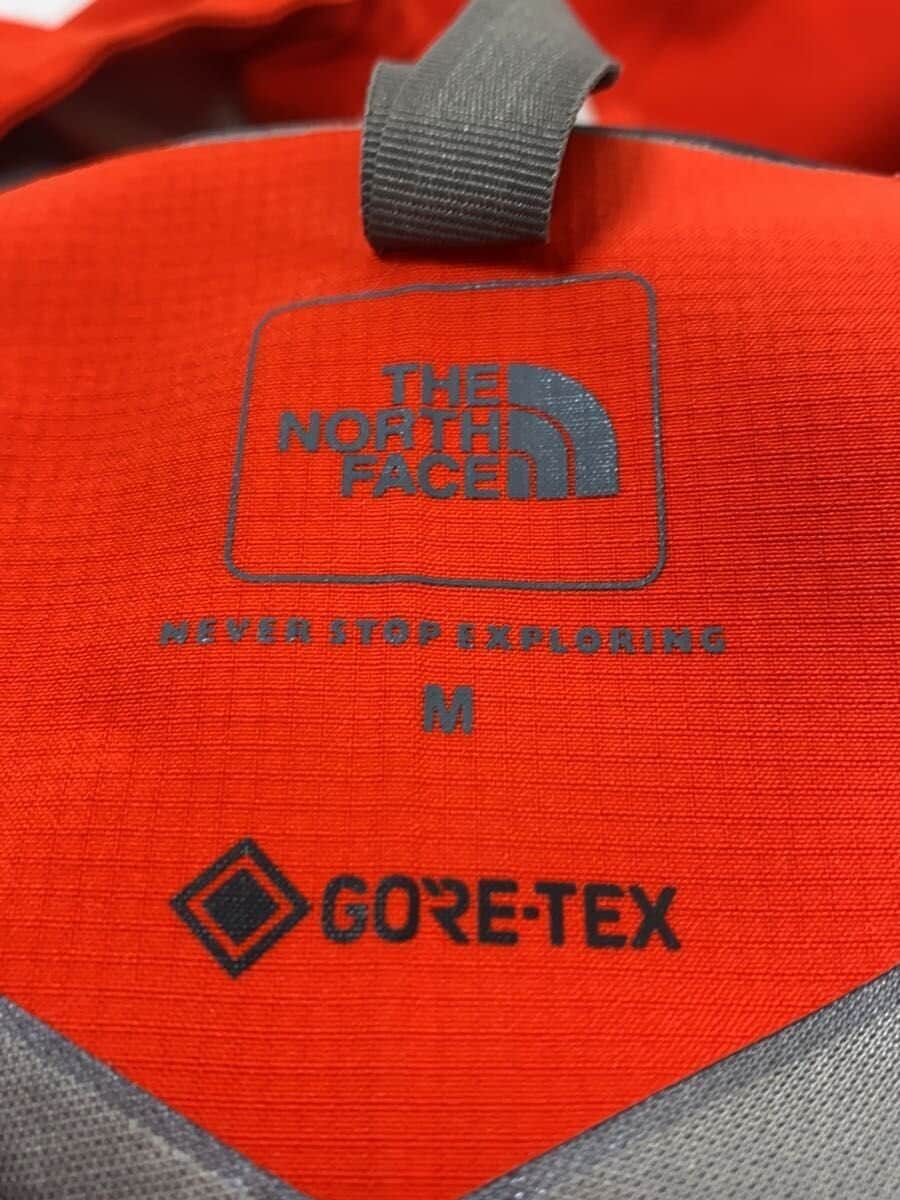 THE
NORTH
FACE
NEVER STOP EXPLORING
M
GORE-TEX